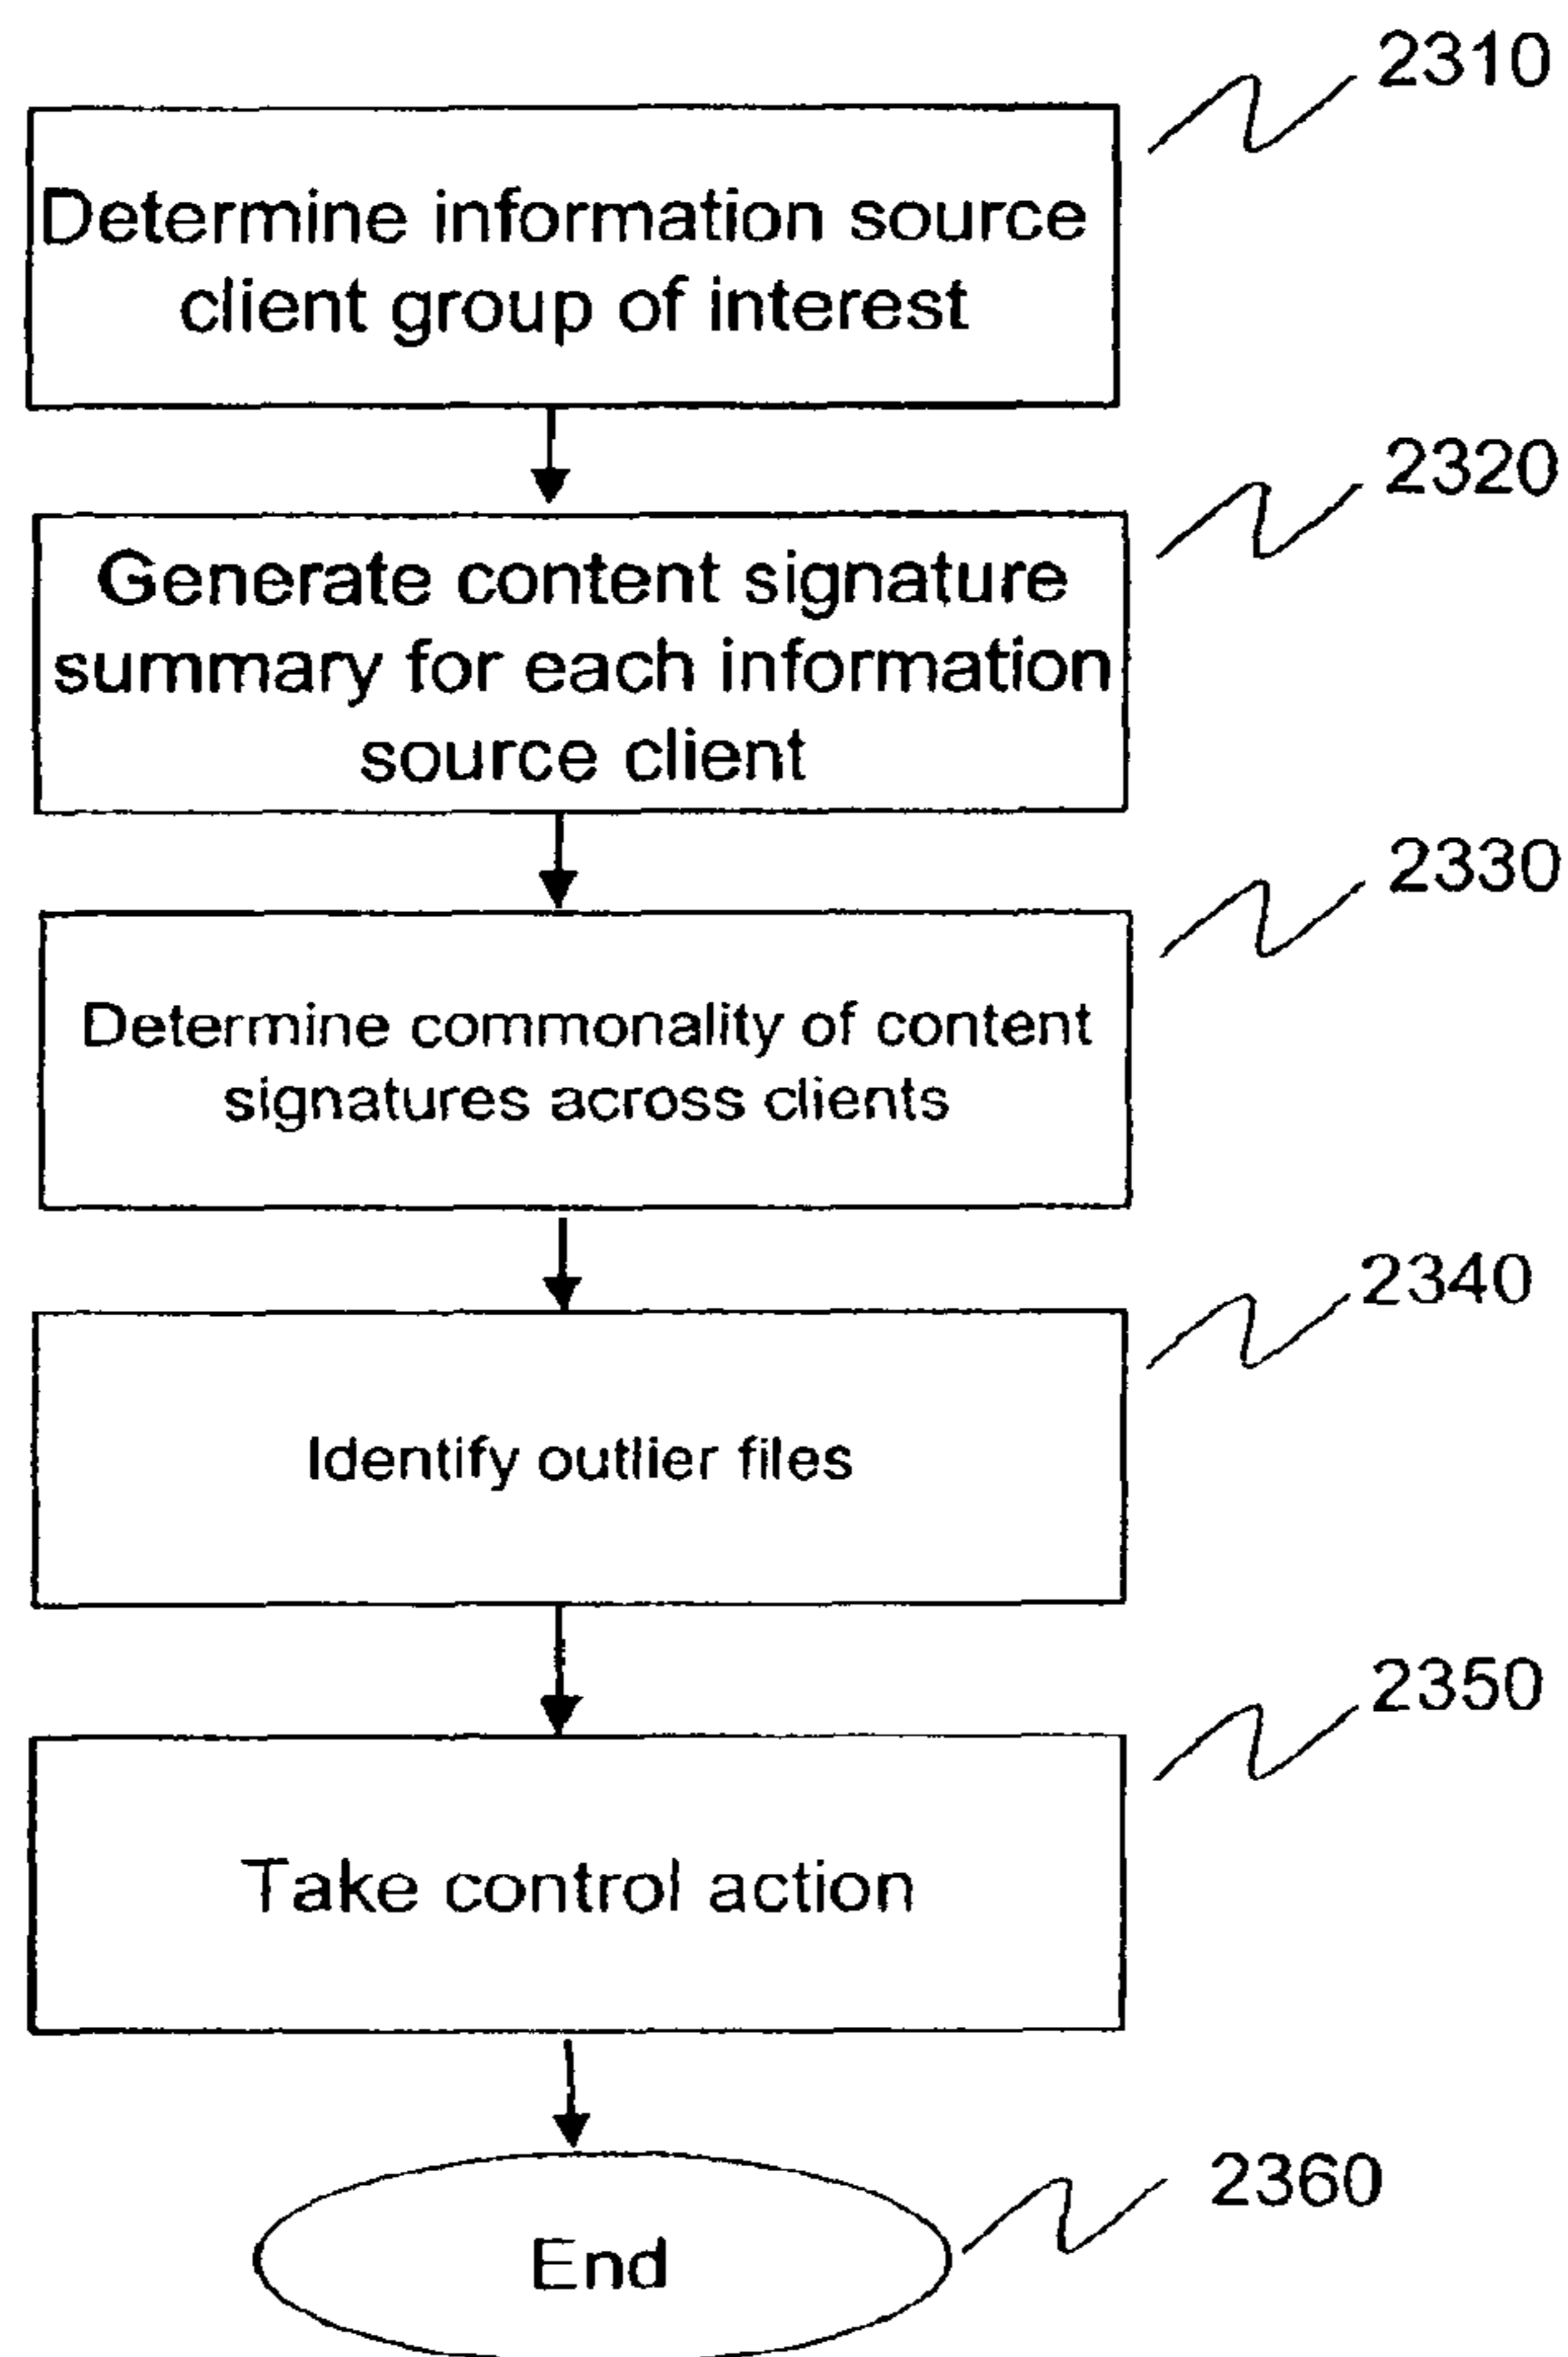 2310
Determine information source
client group of interest
2320
Generate content signature
summary for each information
source client
2330
Determine commonality of content
signatures across clients
2340
Identify outlier files
2350
Take control action
2360
End